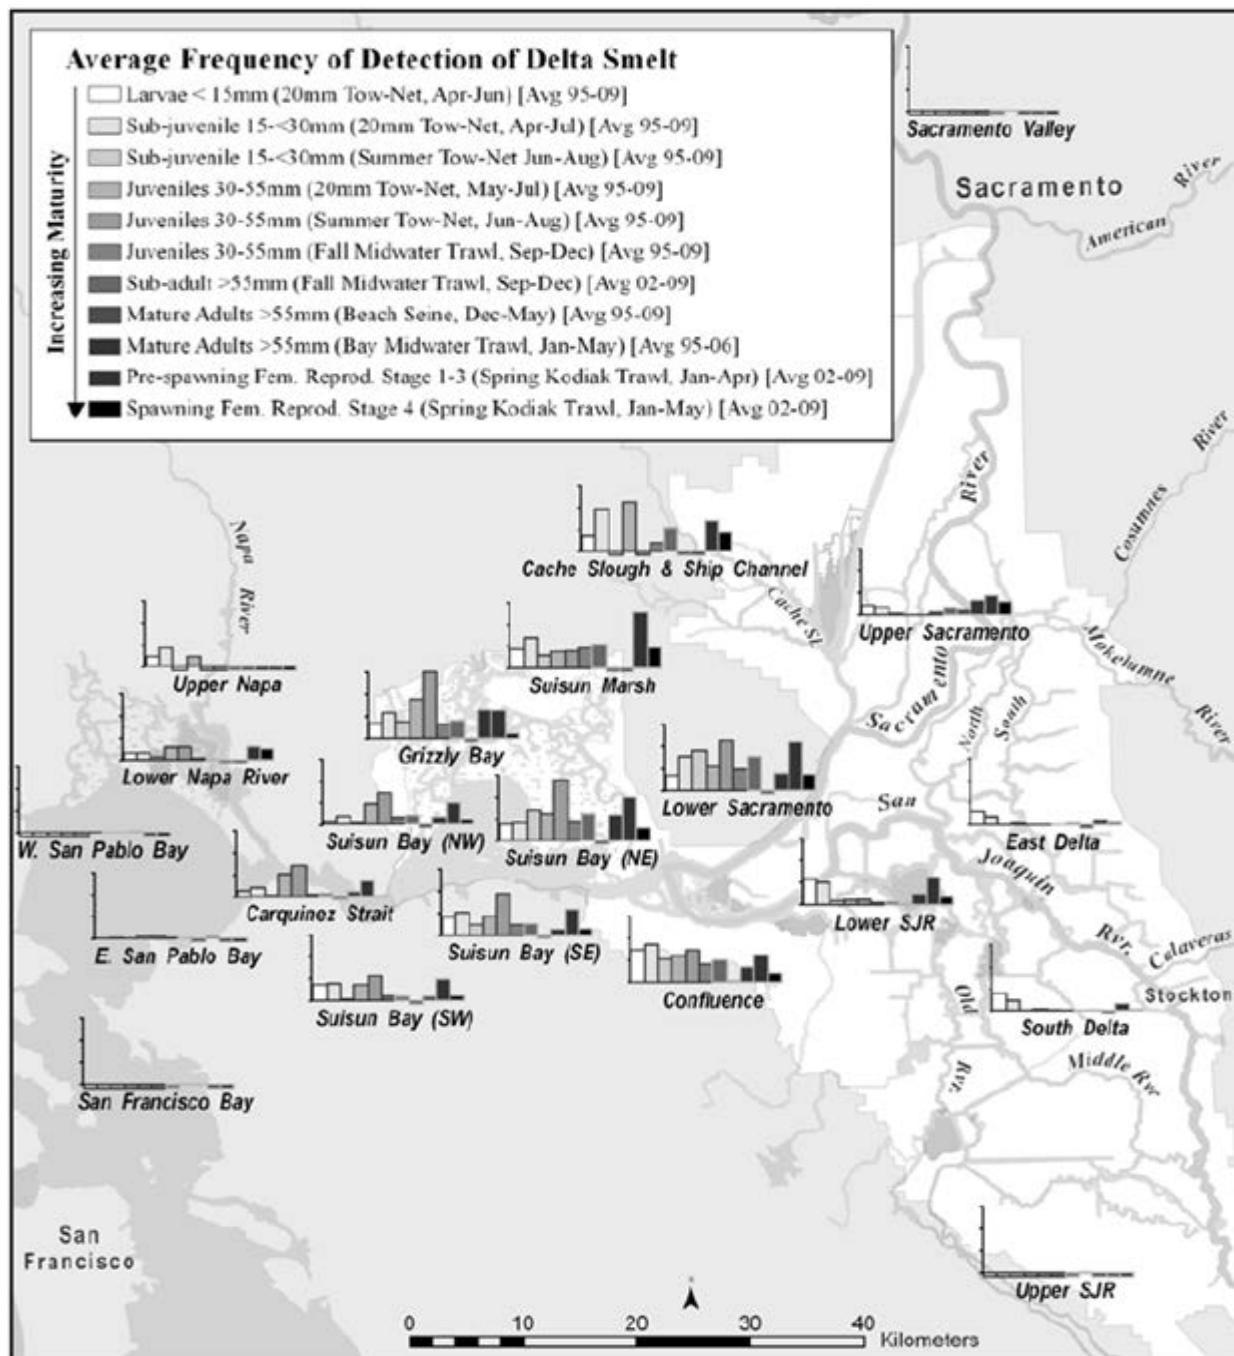 Average Frequency of Detection of Delta Smelt
Increasing Maturity
Larvae < 15mm (20mm Tow-Net, Apr-Jun) [Avg 95-09]
Sub-juvenile 15-<30mm (20mm Tow-Net, Apr-Jul) [Avg 95-09]
Sub-juvenile 15-<30mm (Summer Tow-Net Jun-Aug) [Avg 95-09]
Juveniles 30-55mm (20mm Tow-Net, May-Jul) [Avg 95-09]
Juveniles 30-55mm (Summer Tow-Net, Jun-Aug) [Avg 95-09]
Juveniles 30-55mm (Fall Midwater Trawl, Sep-Dec) [Avg 95-09]
Sub-adult >55mm (Fall Midwater Trawl, Sep-Dec) [Avg 02-09]
Mature Adults >55mm (Beach Seine, Dec-May) [Avg 95-09]
Mature Adults >55mm (Bay Midwater Trawl, Jan-May) [Avg 95-06]
Pre-spawning Fem. Reprod. Stage 1-3 (Spring Kodiak Trawl, Jan-Apr) [Avg 02-09]
Spawning Fem. Reprod. Stage 4 (Spring Kodiak Trawl, Jan-May) [Avg 02-09]
Sacramento Valley
Sacramento
American River
Cosumnes River
River
Napa River
Cache Slough & Ship Channel
Cache Sl.
Upper Sacramento
Mokelumne River
Upper Napa
Suisun Marsh
Sacramento
North
South
Grizzly Bay
Lower Napa River
Lower Sacramento
San
Joaquin
Rvr.
W. San Pablo Bay
Suisun Bay (NW)
Suisun Bay (NE)
East Delta
Carquinez Strait
Lower SJR
Calaveras
E. San Pablo Bay
Suisun Bay (SE)
Confluence
Old
Rvr.
Stockton
Suisun Bay (SW)
South Delta
Middle Rvr
San Francisco Bay
San
Francisco
Upper SJR
0 10 20 30 40
Kilometers